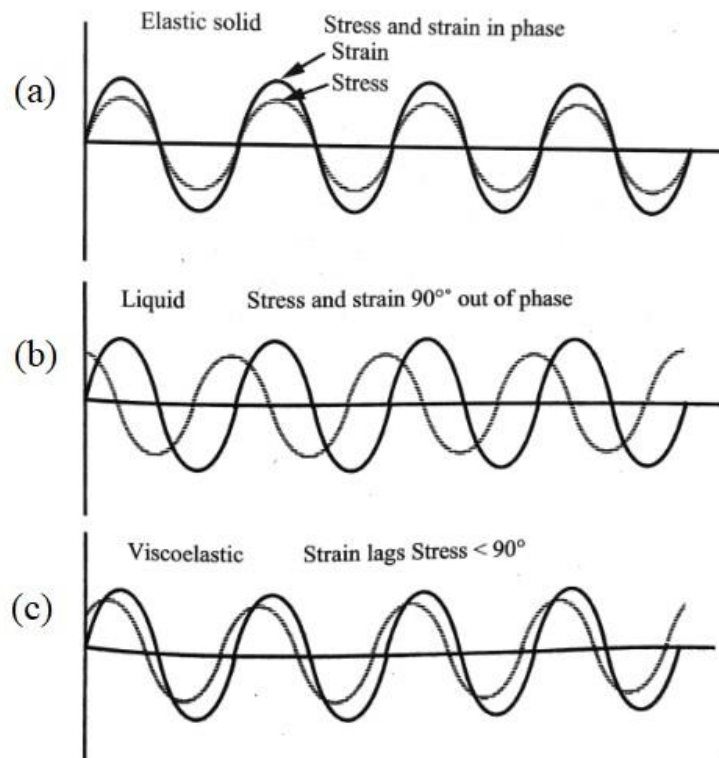 Elastic solid Stress and strain in phase
Strain
(a)
Stress
Liquid Stress and strain 90°° out of phase
(b)
Viscoelastic Strain lags Stress < 90°
(c)